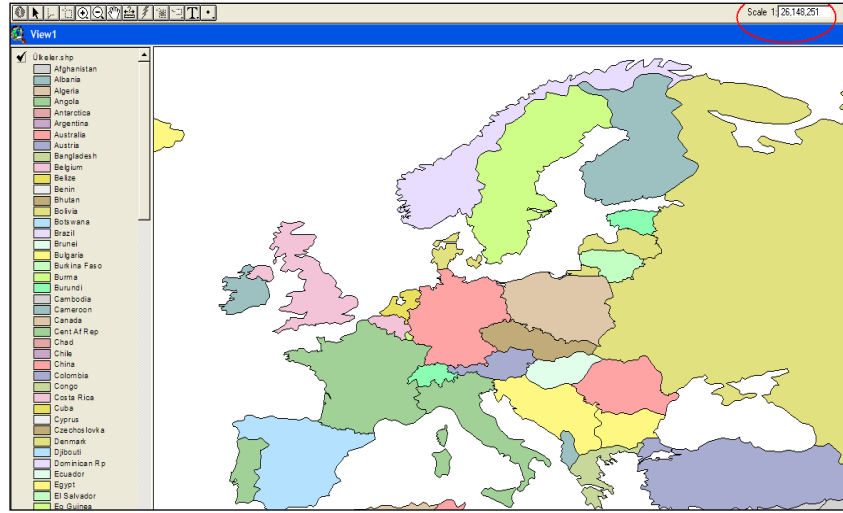 T.
Scale 1: 26,148,251
View1
Ülkeler.shp
Afghanistan
Albania
Algeria
Angola
Antarctica
Argentina
Australia
Austria
Bangladesh
Belgium
Belize
Benin
Bhutan
Bolivia
Botswana
Brazil
Brunei
Bulgaria
Burkina Faso
Burma
Burundi
Cambodia
Cameroon
Canada
Cent Af Rep
Chad
Chile
China
Colombia
Congo
Costa Rica
Cuba
Cyprus
Czechoslovka
Denmark
Djibouti
Dominican Rp
Ecuador
Egypt
El Salvador
Eq Guinea